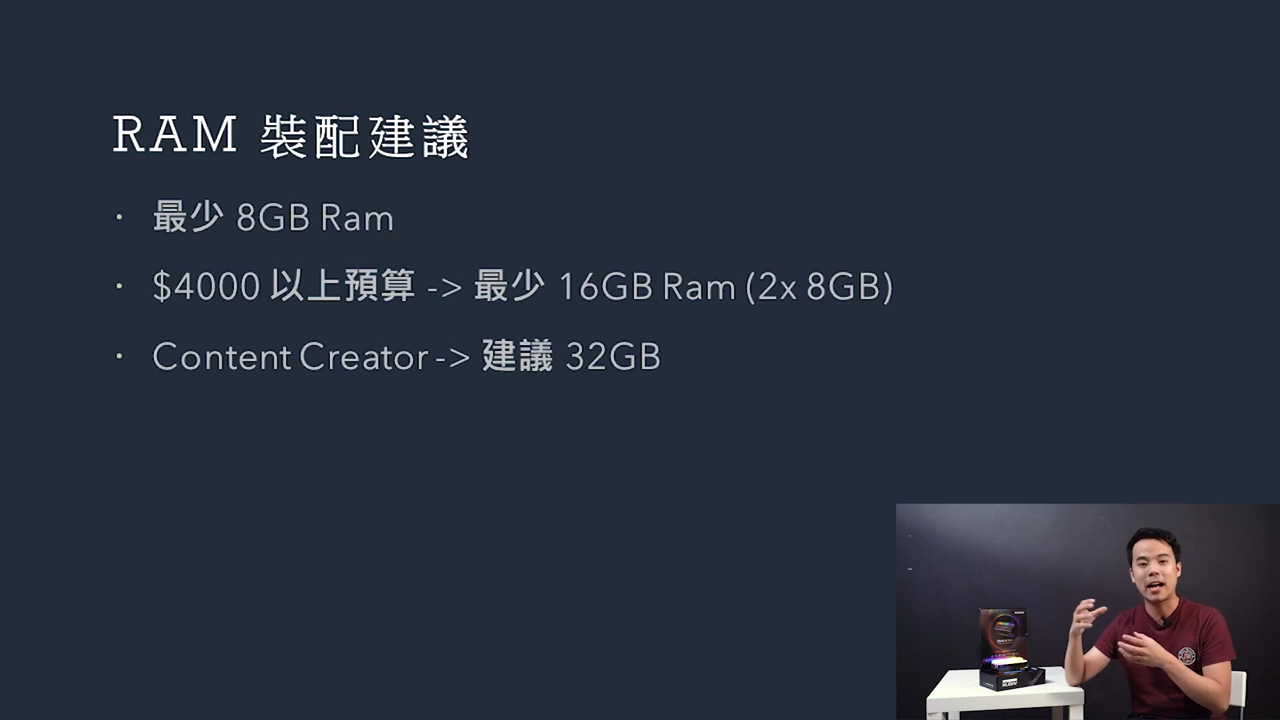 RAM 裝配建議
· 最少 8GB Ram
· $4000 以上預算 -> 最少 16GB Ram (2x 8GB)
· Content Creator -> 建議 32GB